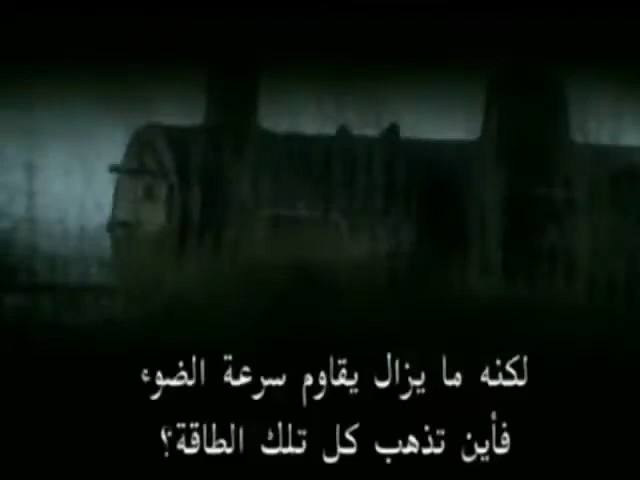 لكنه ما يزال يقاوم سرعة الضوء
فأين تذهب كل تلك الطاقة؟